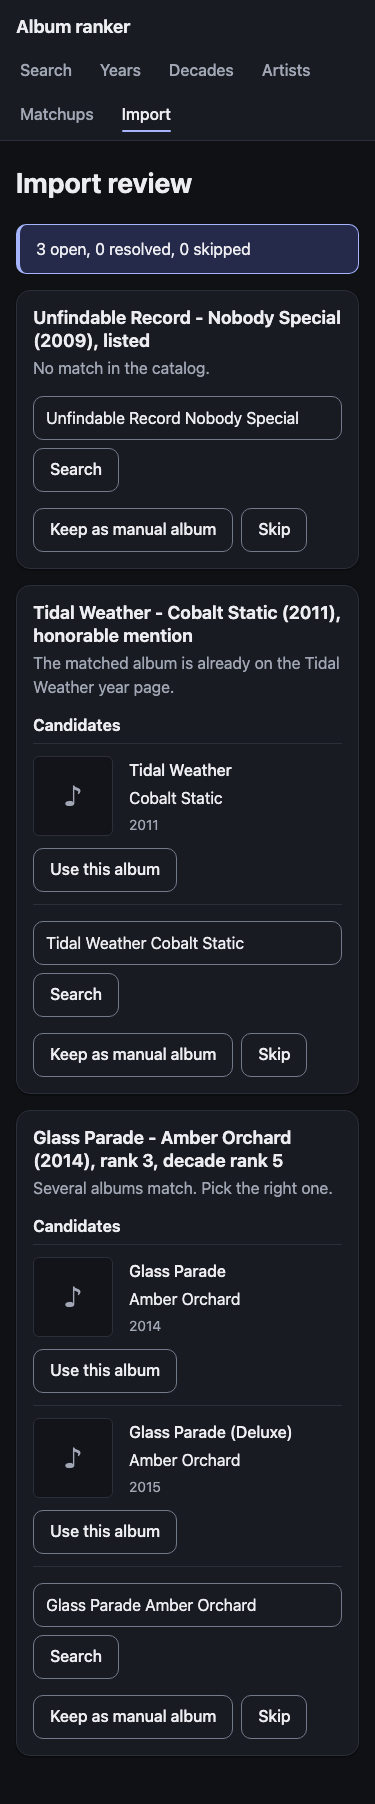 Album ranker
Search Years Decades Artists
Matchups Import
Import review
3 open, 0 resolved, 0 skipped
Unfindable Record - Nobody Special
(2009), listed
No match in the catalog.
Unfindable Record Nobody Special
Search
Keep as manual album Skip
Tidal Weather - Cobalt Static (2011),
honorable mention
The matched album is already on the Tidal
Weather year page.
Candidates
Tidal Weather
Cobalt Static
2011
Use this album
Tidal Weather Cobalt Static
Search
Keep as manual album Skip
Glass Parade - Amber Orchard
(2014), rank 3, decade rank 5
Several albums match. Pick the right one.
Candidates
Glass Parade
Amber Orchard
2014
Use this album
Glass Parade (Deluxe)
Amber Orchard
2015
Use this album
Glass Parade Amber Orchard
Search
Keep as manual album Skip